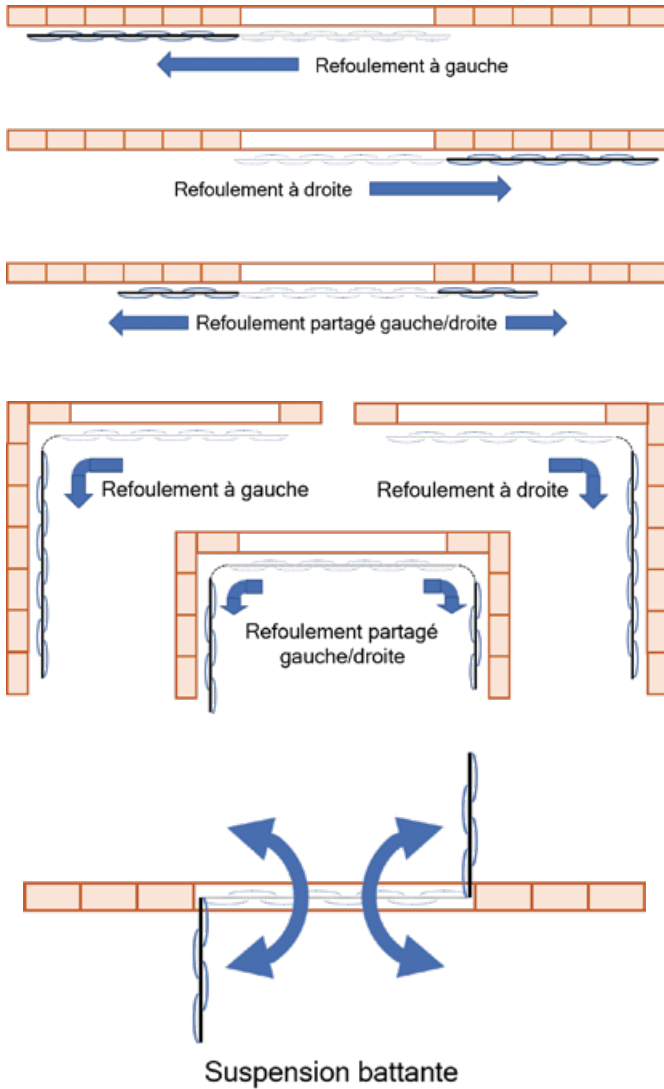 Refoulement à gauche
Refoulement à droite
Refoulement partagé gauche/droite
Refoulement à gauche
Refoulement à droite
Refoulement partagé
gauche/droite
Suspension battante